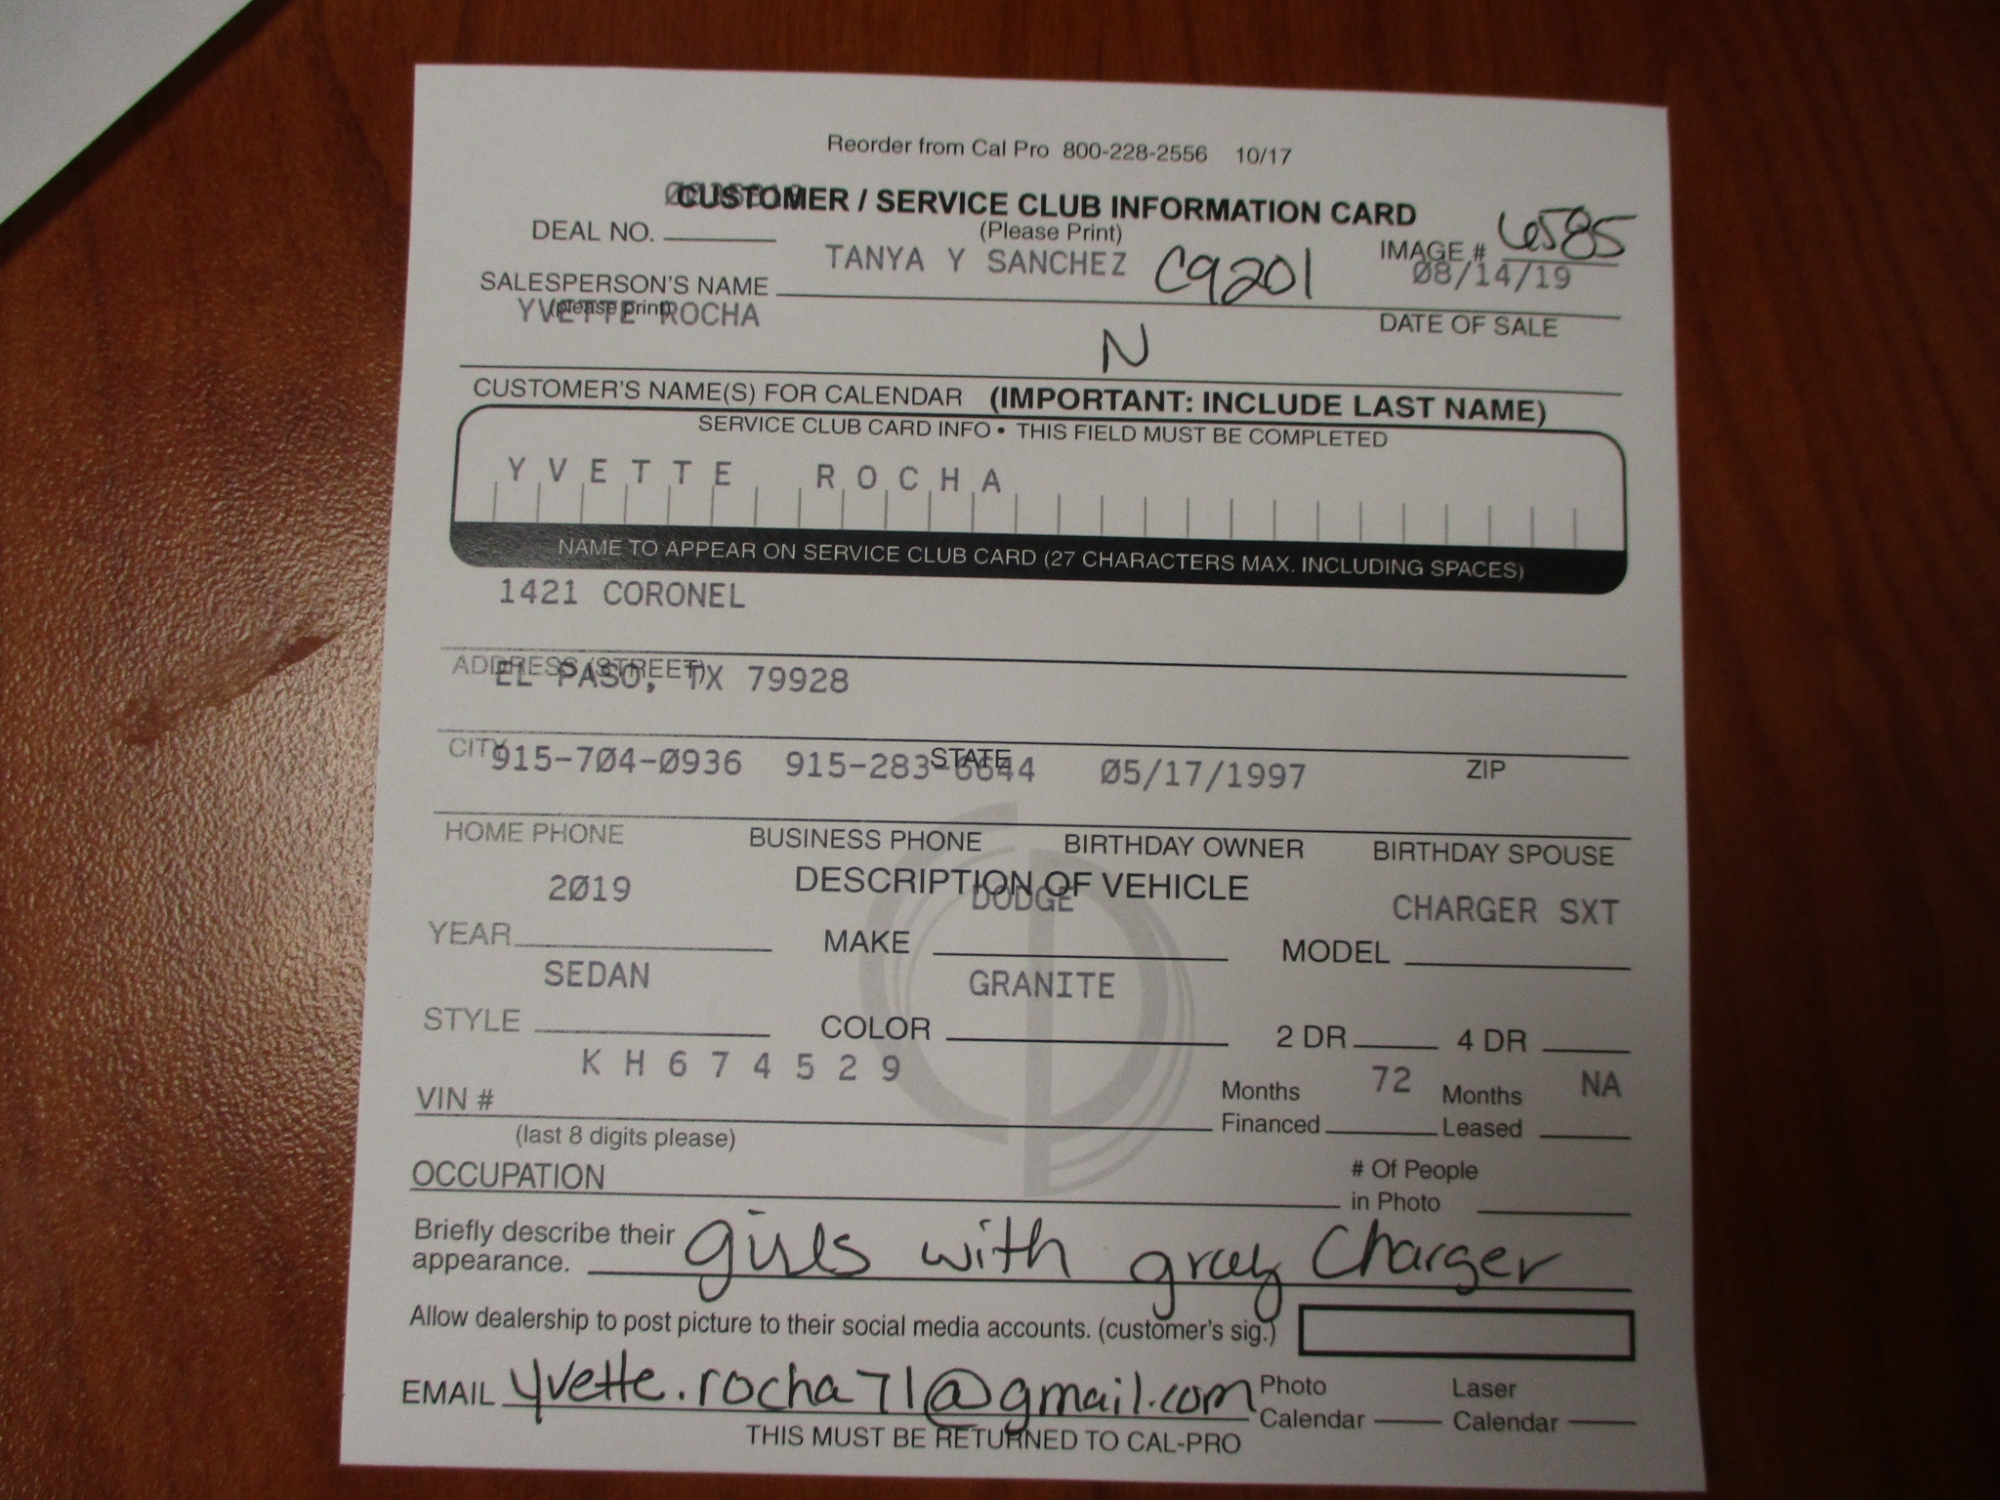 Reorder from Cal Pro 800-228-2556 10/17
CUSTOMER / SERVICE CLUB INFORMATION CARD
(Please Print)
DEAL NO.
IMAGE # 6585
TANYA Y SANCHEZ C9201 08/14/19
SALESPERSON'S NAME
(please print)
YVETTE ROCHA
DATE OF SALE
N
CUSTOMER'S NAME(S) FOR CALENDAR (IMPORTANT: INCLUDE LAST NAME)
SERVICE CLUB CARD INFO • THIS FIELD MUST BE COMPLETED
YVETTE ROCHA
NAME TO APPEAR ON SERVICE CLUB CARD (27 CHARACTERS MAX. INCLUDING SPACES)
1421 CORONEL
ADDRESS (STREET)
EL PASO, TX 79928
CITY STATE ZIP
915-704-0936 915-283-6644 05/17/1997
HOME PHONE BUSINESS PHONE BIRTHDAY OWNER BIRTHDAY SPOUSE
DESCRIPTION OF VEHICLE
2019 DODGE CHARGER SXT
YEAR MAKE MODEL
SEDAN GRANITE
STYLE COLOR 2 DR 4 DR
K H 6 7 4 5 2 9
VIN # Months Financed 72 Months Leased NA
(last 8 digits please)
OCCUPATION # Of People in Photo
Briefly describe their appearance. girls with gray Charger
Allow dealership to post picture to their social media accounts. (customer's sig.)
EMAIL yvette.rocha71@gmail.com Photo Calendar Laser Calendar
THIS MUST BE RETURNED TO CAL-PRO